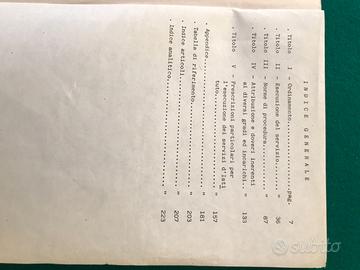 INDICE GENERALE
. Titolo I - Ordinamento..........pag. 7
. Titolo II - Esecuzione del servizio.... " 36
. Titolo III - Norme di procedura........ " 87
. Titolo IV - Attribuzione e doveri inerenti
ai diversi gradi ed incarichi " 133
. Titolo V - Prescrizioni particolari per
l'esecuzione dei servizi d'Isti
tuto.................... " 157
. Appendice........................... " 181
. Tabella di riferimento.............. " 203
. Indice articoli..................... " 207
. Indice analitico.................... " 223
subito.it